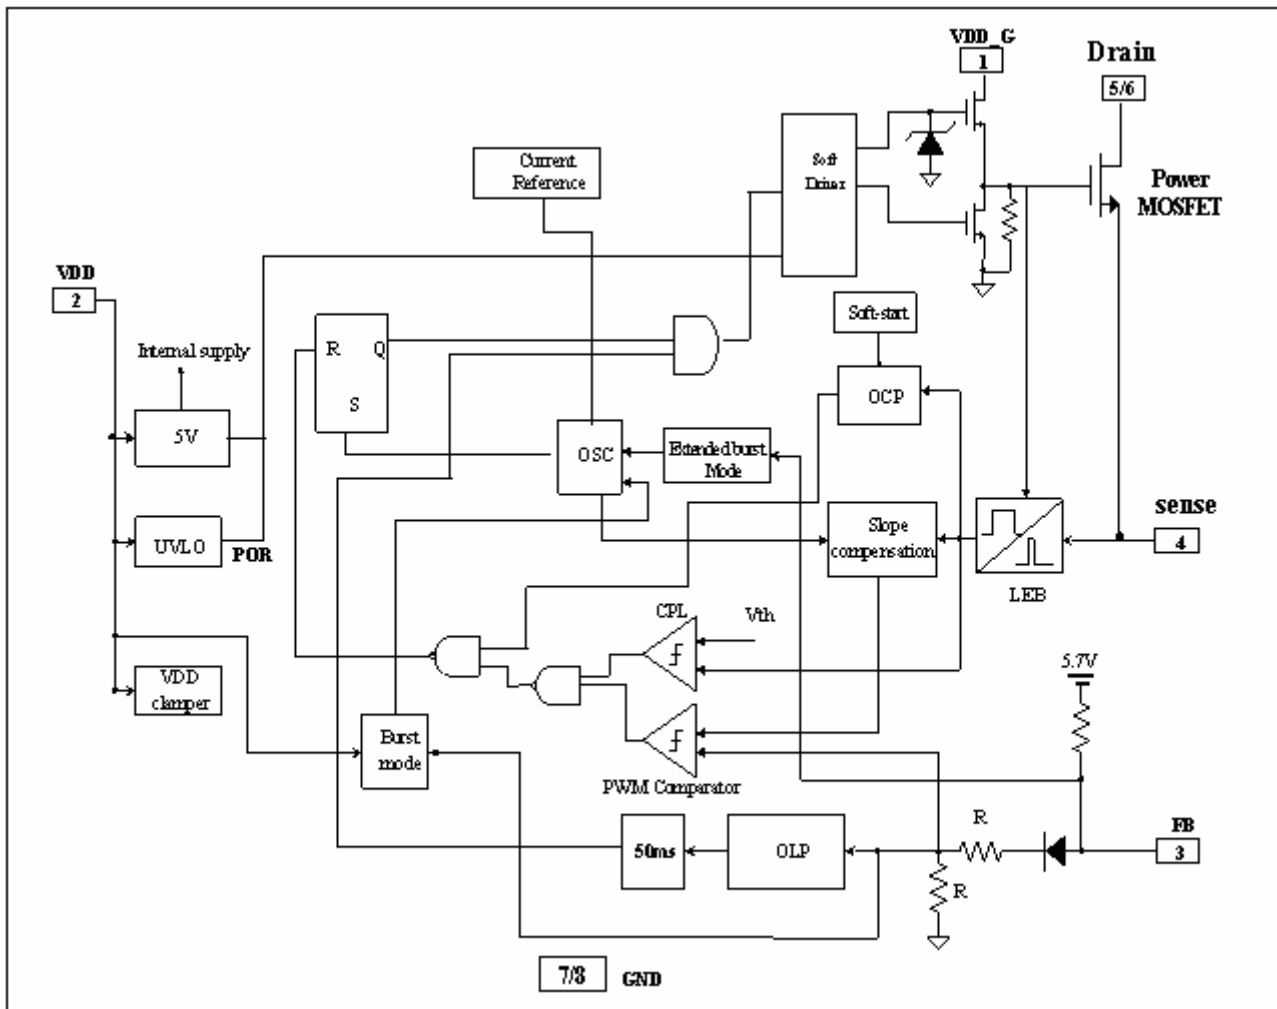 VDD_G
1
Drain
5/6
Current
Reference
Soft
Driver
Power
MOSFET
VDD
2
Soft-start
R
Q
S
Internal supply
5V
OCP
OSC
Extended burst
Mode
UVLO
POR
Slope
compensation
sense
4
LEB
CPL
Vth
VDD
clamper
5.7V
Burst
mode
PWM Comparator
50ms
OLP
R
R
FB
3
7/8
GND